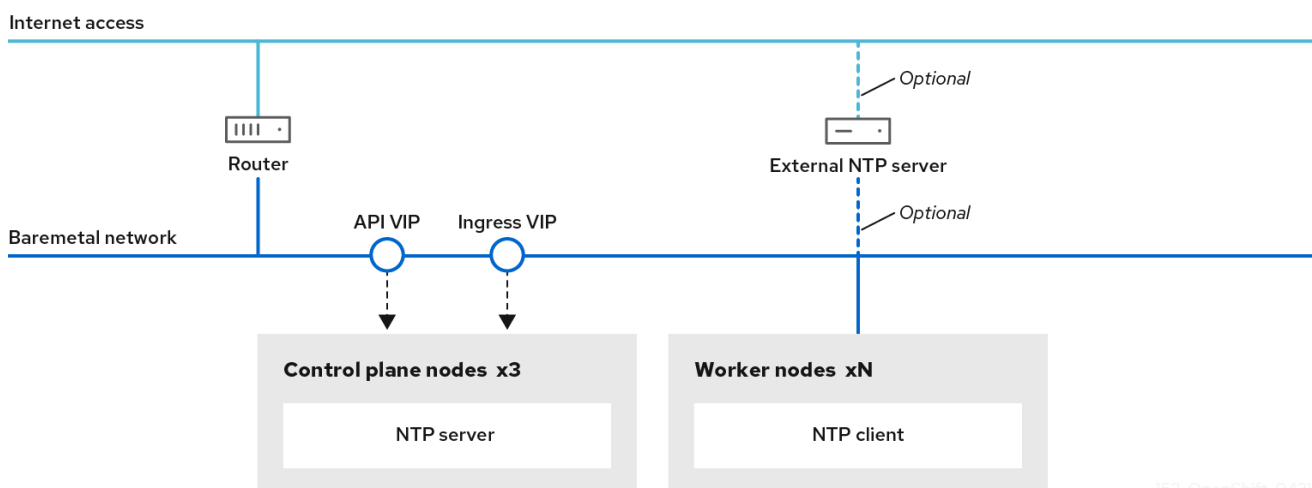 Internet access
Optional
Router
External NTP server
API VIP
Ingress VIP
Optional
Baremetal network
Control plane nodes x3
Worker nodes xN
NTP server
NTP client